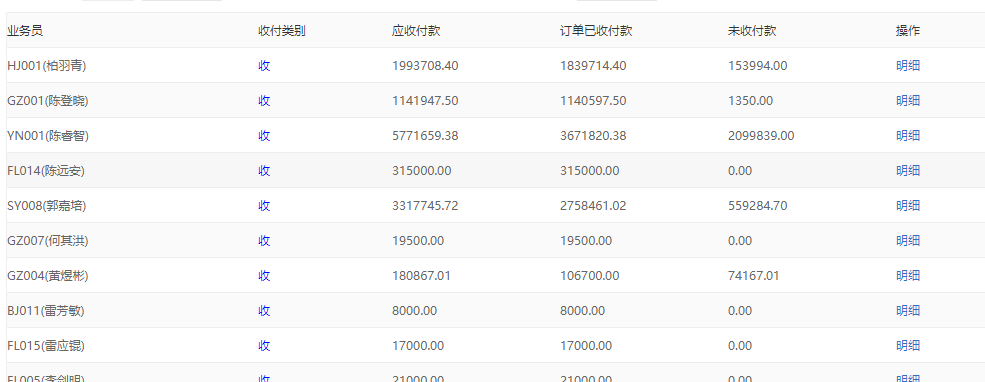 业务员 收付类别 应收付款 订单已收付款 未收付款 操作
HJ001(柏羽青) 收 1993708.40 1839714.40 153994.00 明细
GZ001(陈登晓) 收 1141947.50 1140597.50 1350.00 明细
YN001(陈睿智) 收 5771659.38 3671820.38 2099839.00 明细
FL014(陈远安) 收 315000.00 315000.00 0.00 明细
SY008(郭嘉培) 收 3317745.72 2758461.02 559284.70 明细
GZ007(何其洪) 收 19500.00 19500.00 0.00 明细
GZ004(黄煜彬) 收 180867.01 106700.00 74167.01 明细
BJ011(雷芳敏) 收 8000.00 8000.00 0.00 明细
FL015(雷应锟) 收 17000.00 17000.00 0.00 明细
FL005(李剑明) 收 21000.00 21000.00 0.00 明细